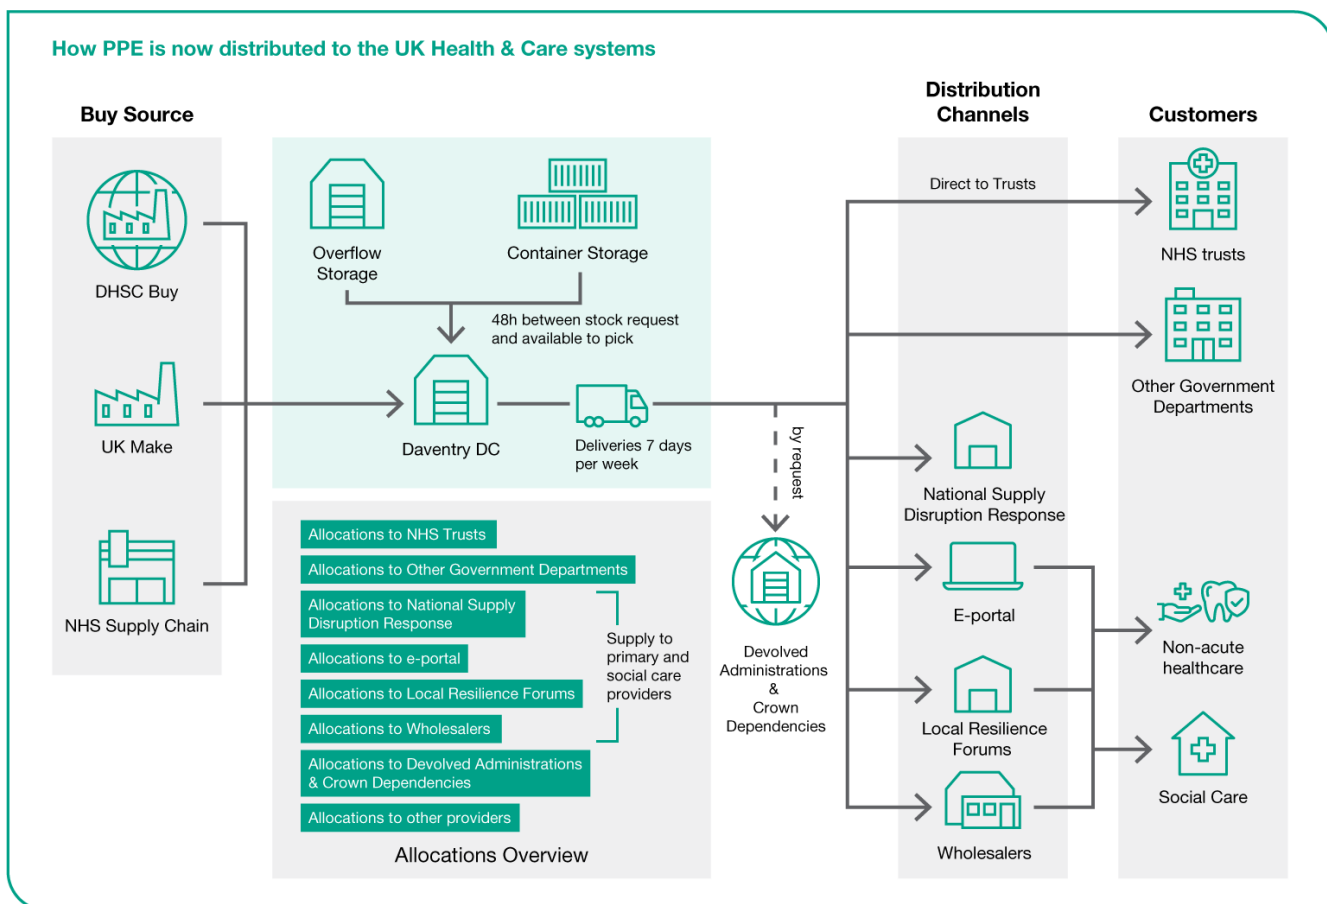 How PPE is now distributed to the UK Health & Care systems
Buy Source
DHSC Buy
UK Make
NHS Supply Chain
Overflow
Storage
Container Storage
48h between stock request
and available to pick
Daventry DC
Deliveries 7 days
per week
Allocations to NHS Trusts
Allocations to Other Government Departments
Allocations to National Supply
Disruption Response
Allocations to e-portal
Allocations to Local Resilience Forums
Allocations to Wholesalers
Allocations to Devolved Administrations
& Crown Dependencies
Allocations to other providers
Supply to
primary and
social care
providers
Allocations Overview
by request
Devolved
Administrations
&
Crown
Dependencies
Distribution
Channels
Direct to Trusts
National Supply
Disruption Response
E-portal
Local Resilience
Forums
Wholesalers
Customers
NHS trusts
Other Government
Departments
Non-acute
healthcare
Social Care